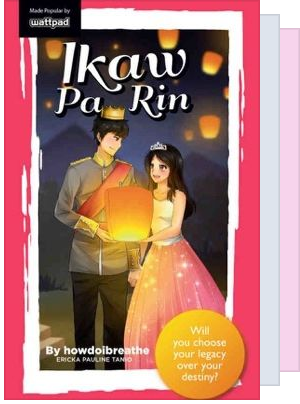 Made Popular by
wattpad
Ikaw
Pa Rin
By howdoibreathe
ERICKA PAULINE TANIO
Will
you choose
your legacy
over your
destiny?